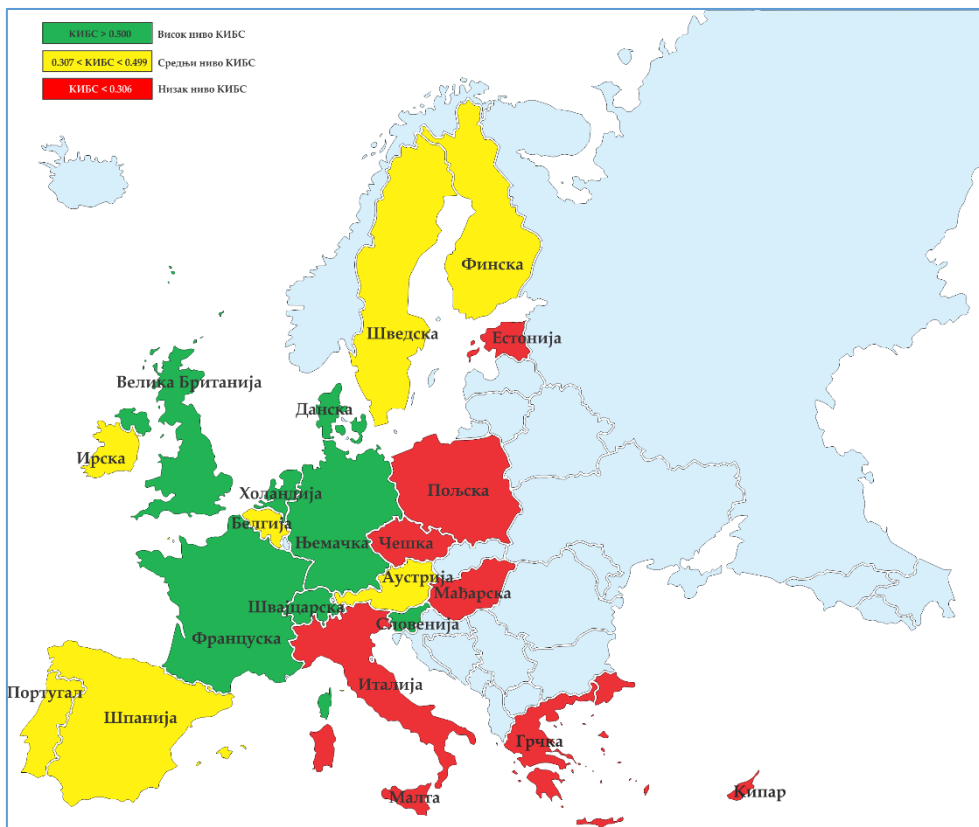 КИБС > 0.500 Висок ниво КИБС
0.307 < КИБС < 0.499 Средњи ниво КИБС
КИБС < 0.306 Низак ниво КИБС
Финска
Шведска
Естонија
Велика Британија
Данска
Ирска
Холандија
Пољска
Белгија
Њемачка
Чешка
Аустрија
Мађарска
Швајцарска
Словенија
Француска
Италија
Португал
Шпанија
Грчка
Малта
Кипар